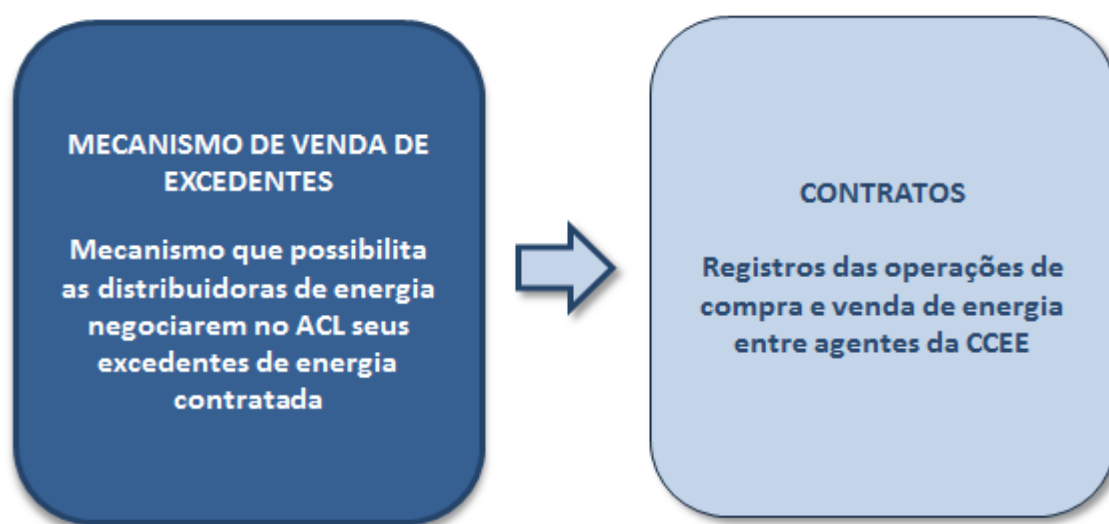 MECANISMO DE VENDA DE
EXCEDENTES
Mecanismo que possibilita
as distribuidoras de energia
negociarem no ACL seus
excedentes de energia
contratada
CONTRATOS
Registros das operações de
compra e venda de energia
entre agentes da CCEE